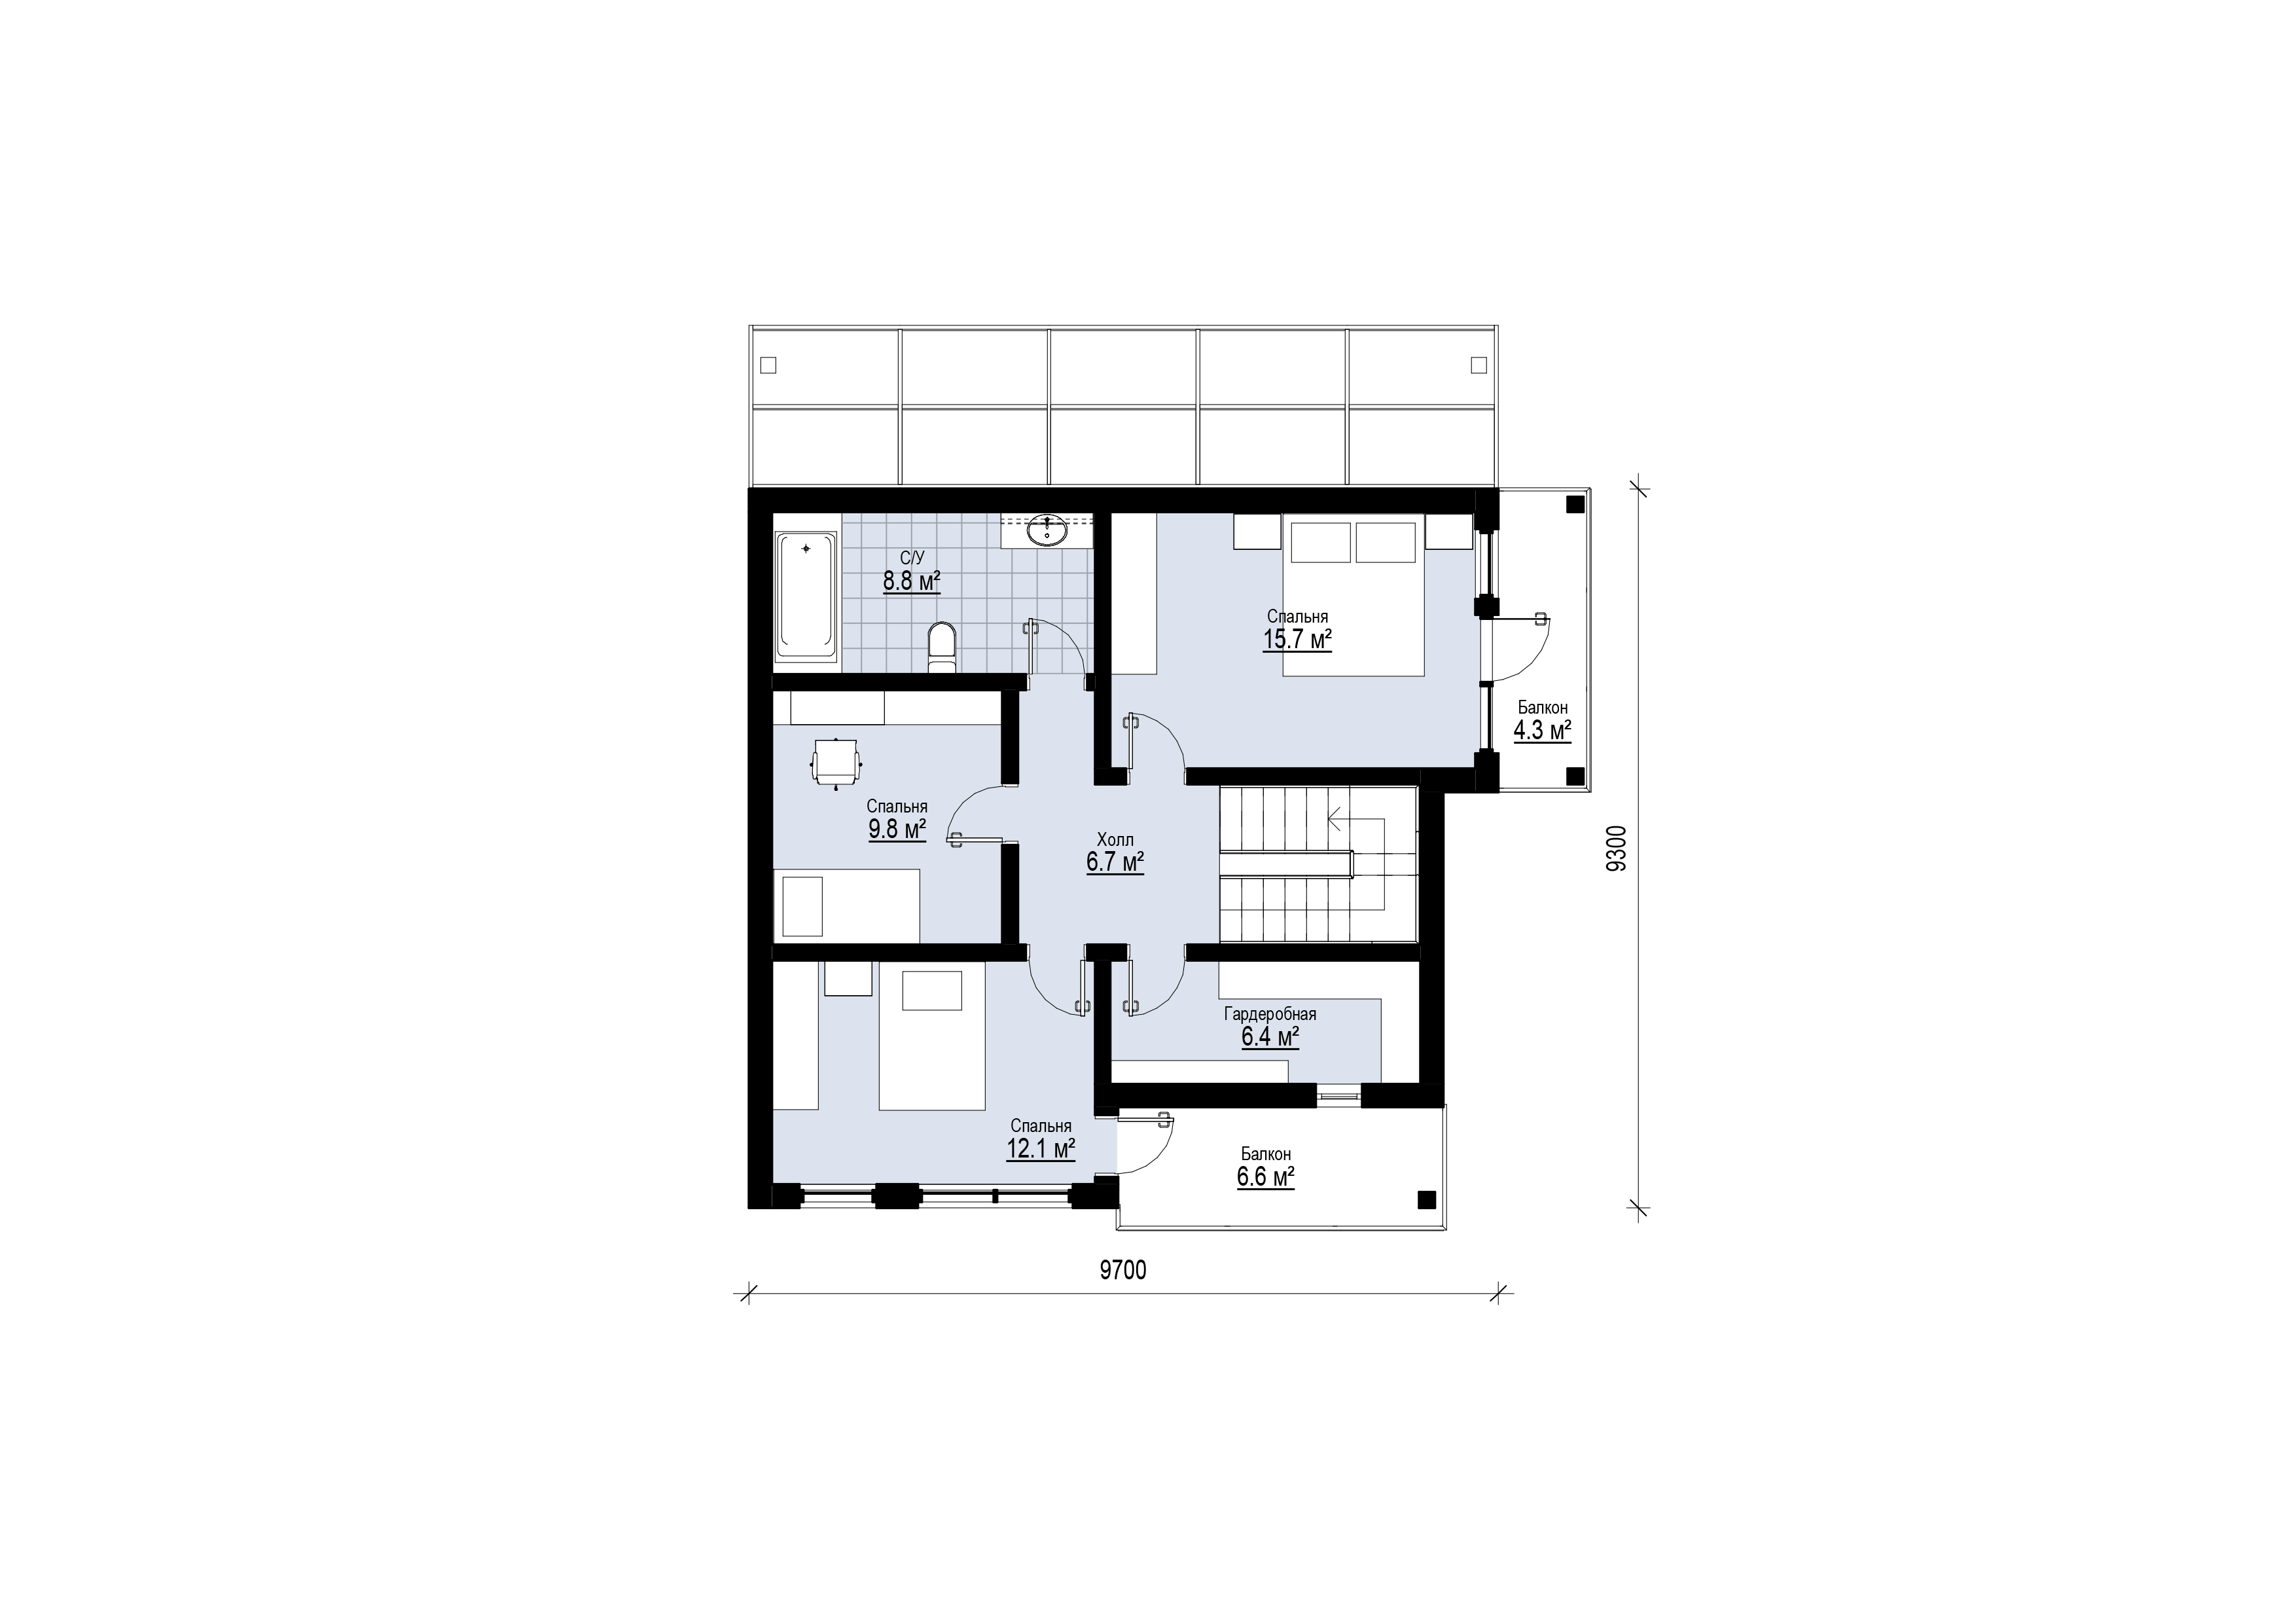 С/У
8.8 м²
Спальня
15.7 м²
Балкон
4.3 м²
Спальня
9.8 м²
Холл
6.7 м²
9300
Гардеробная
6.4 м²
Спальня
12.1 м²
Балкон
6.6 м²
9700